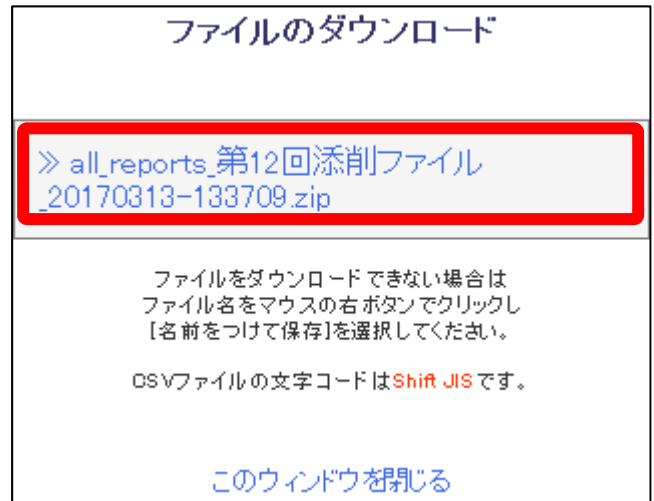 ファイルのダウンロード
≫ all_reports_第12回添削ファイル
_20170313-133709.zip
ファイルをダウンロードできない場合は
ファイル名をマウスの右ボタンでクリックし
[名前をつけて保存]を選択してください。
CSVファイルの文字コードはShift JISです。
このウィンドウを閉じる